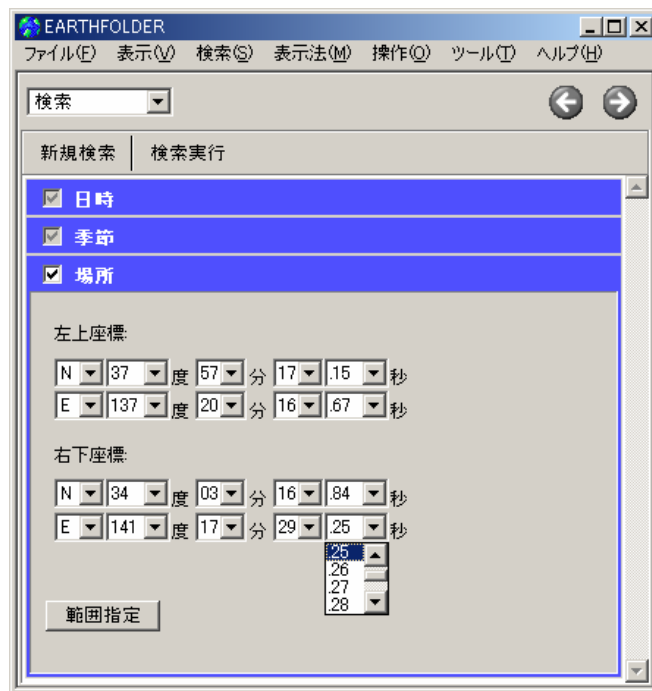 EARTHFOLDER
ファイル(F) 表示(V) 検索(S) 表示法(M) 操作(O) ツール(T) ヘルプ(H)
検索
新規検索 検索実行
日時
季節
場所
左上座標:
N 37 度 57 分 17 .15 秒
E 137 度 20 分 16 .67 秒
右下座標:
N 34 度 03 分 16 .84 秒
E 141 度 17 分 29 .25 秒
.25
.26
.27
.28
範囲指定